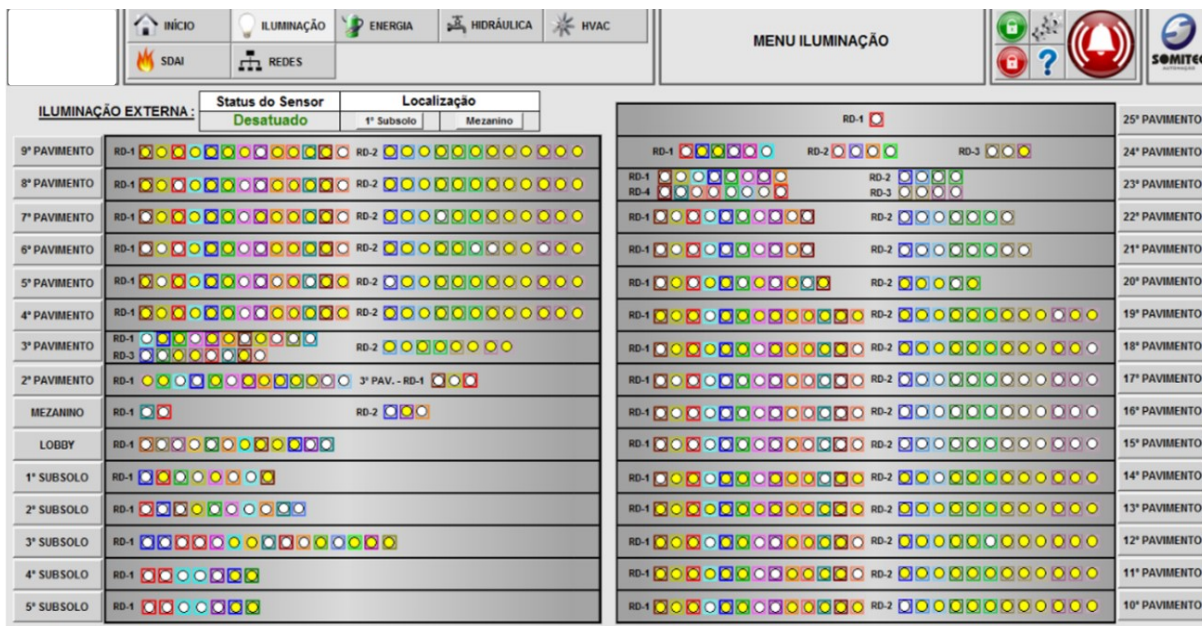 INÍCIO
ILUMINAÇÃO
ENERGIA
HIDRÁULICA
HVAC
SDAI
REDES
MENU ILUMINAÇÃO
SOMITEC
AUTOMAÇÃO
ILUMINAÇÃO EXTERNA :
Status do Sensor
Localização
Desatuado
1º Subsolo
Mezanino
9º PAVIMENTO RD-1 RD-2
8º PAVIMENTO RD-1 RD-2
7º PAVIMENTO RD-1 RD-2
6º PAVIMENTO RD-1 RD-2
5º PAVIMENTO RD-1 RD-2
4º PAVIMENTO RD-1 RD-2
3º PAVIMENTO RD-1 RD-2
RD-3
2º PAVIMENTO RD-1 3º PAV. - RD-1
MEZANINO RD-1 RD-2
LOBBY RD-1
1º SUBSOLO RD-1
2º SUBSOLO RD-1
3º SUBSOLO RD-1
4º SUBSOLO RD-1
5º SUBSOLO RD-1
RD-1 25º PAVIMENTO
RD-1 RD-2 RD-3 24º PAVIMENTO
RD-1 RD-2 23º PAVIMENTO
RD-4 RD-3
RD-1 RD-2 22º PAVIMENTO
RD-1 RD-2 21º PAVIMENTO
RD-1 RD-2 20º PAVIMENTO
RD-1 RD-2 19º PAVIMENTO
RD-1 RD-2 18º PAVIMENTO
RD-1 RD-2 17º PAVIMENTO
RD-1 RD-2 16º PAVIMENTO
RD-1 RD-2 15º PAVIMENTO
RD-1 RD-2 14º PAVIMENTO
RD-1 RD-2 13º PAVIMENTO
RD-1 RD-2 12º PAVIMENTO
RD-1 RD-2 11º PAVIMENTO
RD-1 RD-2 10º PAVIMENTO